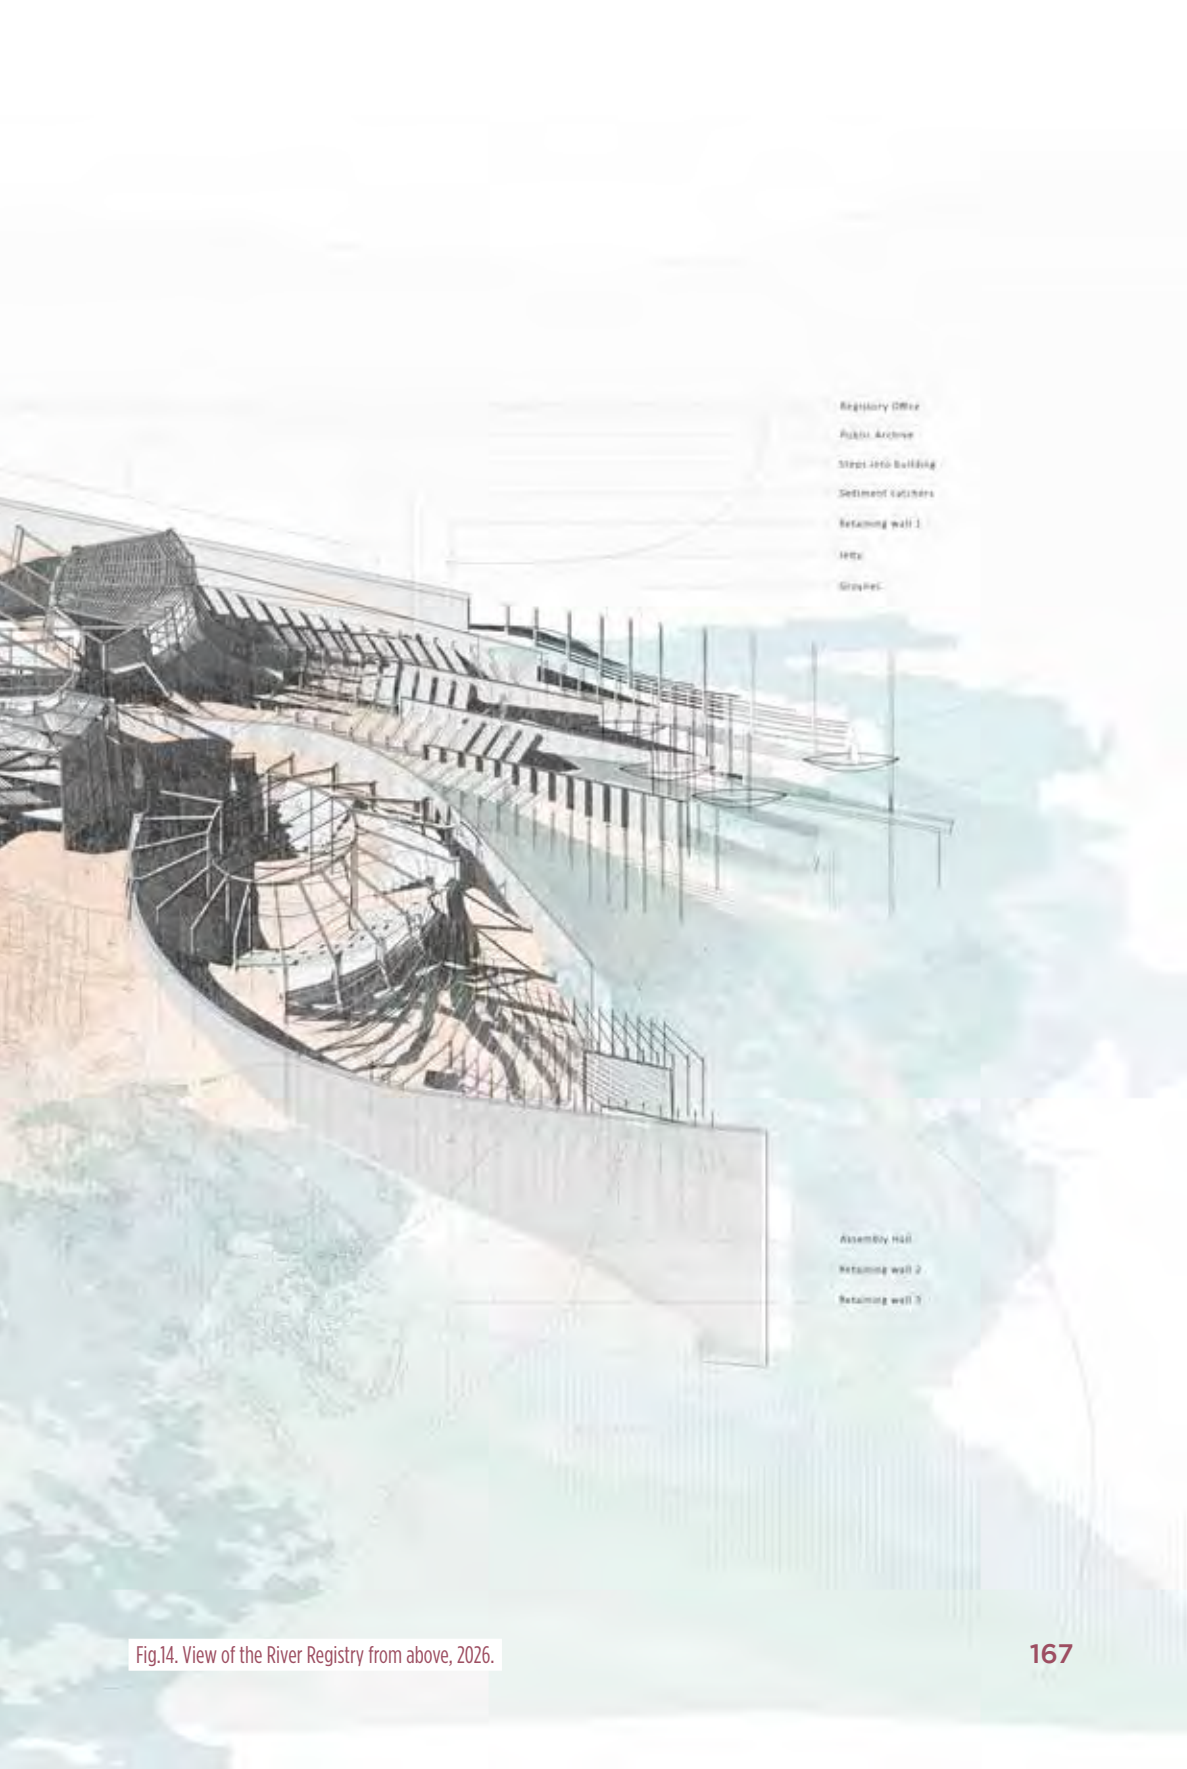 Registry Office
Public Archive
Steps into building
Sediment catchers
Retaining wall 1
Jetty
Groynes
Assembly Hall
Retaining wall 2
Retaining wall 3
Fig.14. View of the River Registry from above, 2026.
167